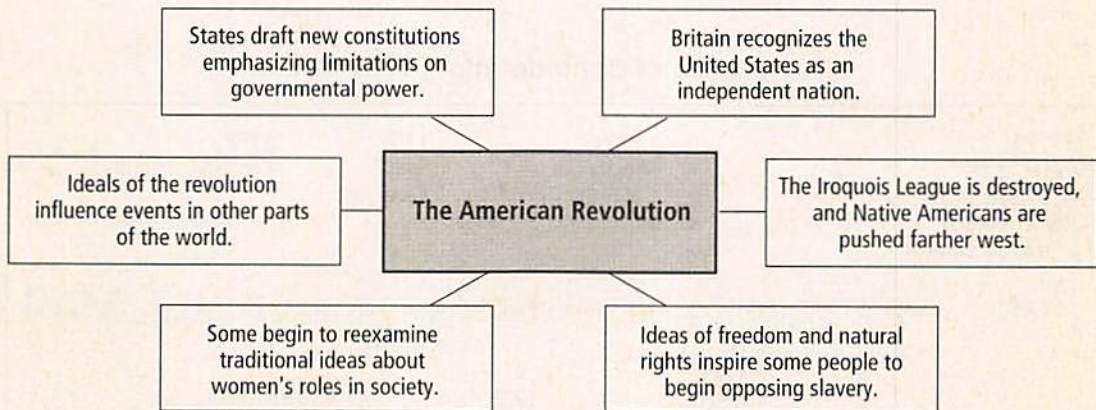 States draft new constitutions
emphasizing limitations on
governmental power.
Britain recognizes the
United States as an
independent nation.
Ideals of the revolution
influence events in other parts
of the world.
The American Revolution
The Iroquois League is destroyed,
and Native Americans are
pushed farther west.
Some begin to reexamine
traditional ideas about
women's roles in society.
Ideas of freedom and natural
rights inspire some people to
begin opposing slavery.